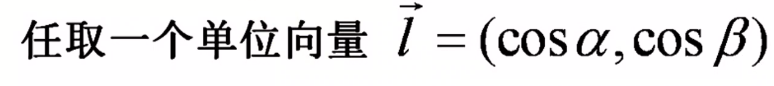 任取一个单位向量 $\vec{l} = (\cos\alpha, \cos\beta)$